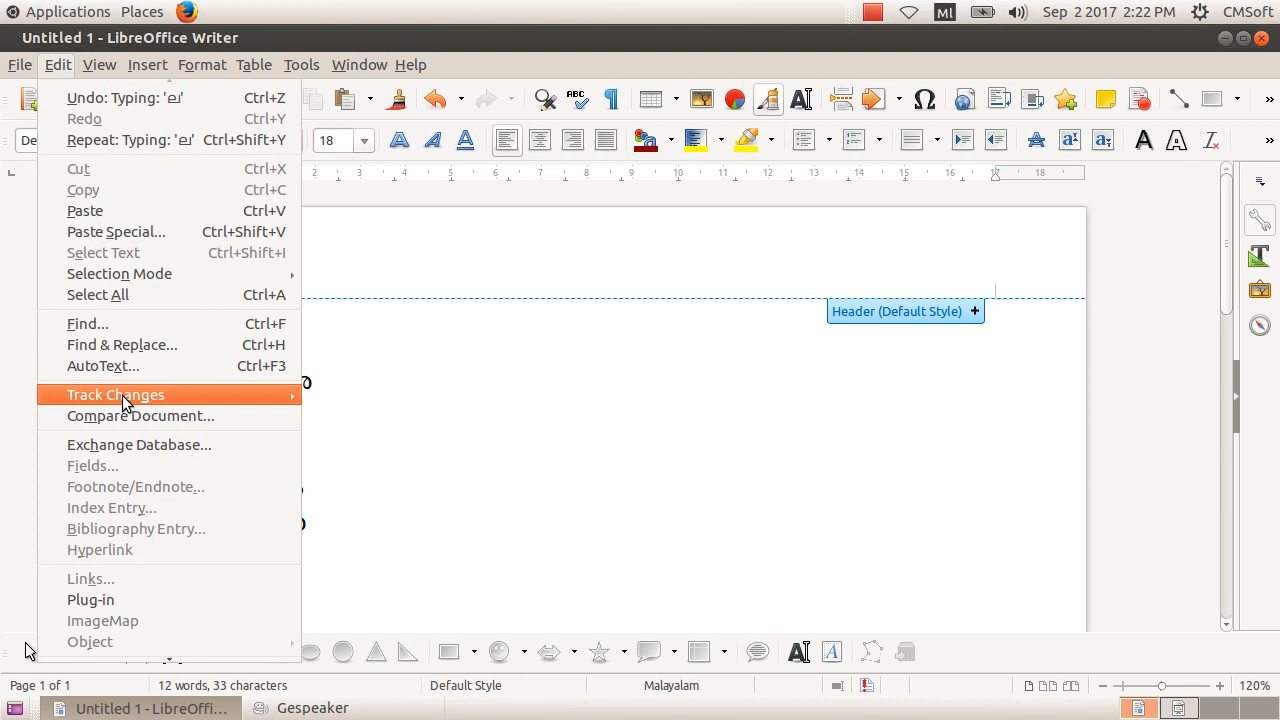 Applications Places Ml Sep 2 2017 2:22 PM CMSoft
Untitled 1 - LibreOffice Writer
File Edit View Insert Format Table Tools Window Help
Undo: Typing: 'ല' Ctrl+Z
Redo Ctrl+Y
Repeat: Typing: 'ല' Ctrl+Shift+Y
18
Cut Ctrl+X
Copy Ctrl+C
Paste Ctrl+V
Paste Special... Ctrl+Shift+V
Select Text Ctrl+Shift+I
Selection Mode
Select All Ctrl+A
Find... Ctrl+F
Find & Replace... Ctrl+H
AutoText... Ctrl+F3
Track Changes
Compare Document...
Exchange Database...
Fields...
Footnote/Endnote...
Index Entry...
Bibliography Entry...
Hyperlink
Links...
Plug-in
ImageMap
Object
2 3 4 5 6 7 8 9 10 11 12 13 14 15 16 17 18
Header (Default Style) +
Page 1 of 1 12 words, 33 characters Default Style Malayalam 120%
Untitled 1 - LibreOffi... Gespeaker